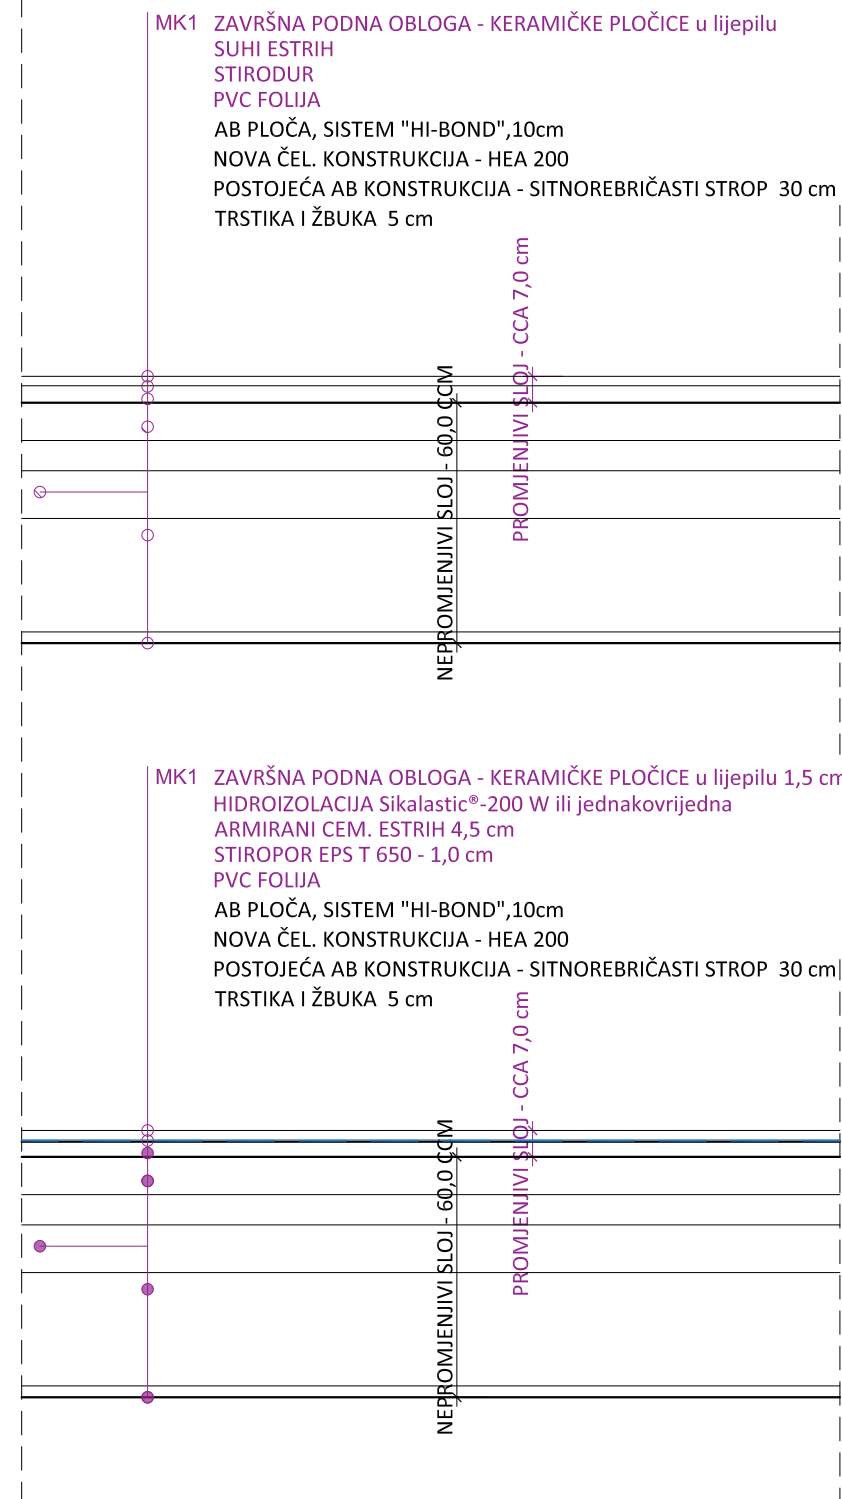 MK1 ZAVRŠNA PODNA OBLOGA - KERAMIČKE PLOČICE u lijepilu
SUHI ESTRIH
STIRODUR
PVC FOLIJA
AB PLOČA, SISTEM "HI-BOND",10cm
NOVA ČEL. KONSTRUKCIJA - HEA 200
POSTOJEĆA AB KONSTRUKCIJA - SITNOREBRIČASTI STROP 30 cm
TRSTIKA I ŽBUKA 5 cm
NEPROMJENJIVI SLOJ - 60,0 CCM
PROMJENJIVI SLOJ - CCA 7,0 cm
MK1 ZAVRŠNA PODNA OBLOGA - KERAMIČKE PLOČICE u lijepilu 1,5 cm
HIDROIZOLACIJA Sikalastic®-200 W ili jednakovrijedna
ARMIRANI CEM. ESTRIH 4,5 cm
STIROPOR EPS T 650 - 1,0 cm
PVC FOLIJA
AB PLOČA, SISTEM "HI-BOND",10cm
NOVA ČEL. KONSTRUKCIJA - HEA 200
POSTOJEĆA AB KONSTRUKCIJA - SITNOREBRIČASTI STROP 30 cm
TRSTIKA I ŽBUKA 5 cm
NEPROMJENJIVI SLOJ - 60,0 CCM
PROMJENJIVI SLOJ - CCA 7,0 cm